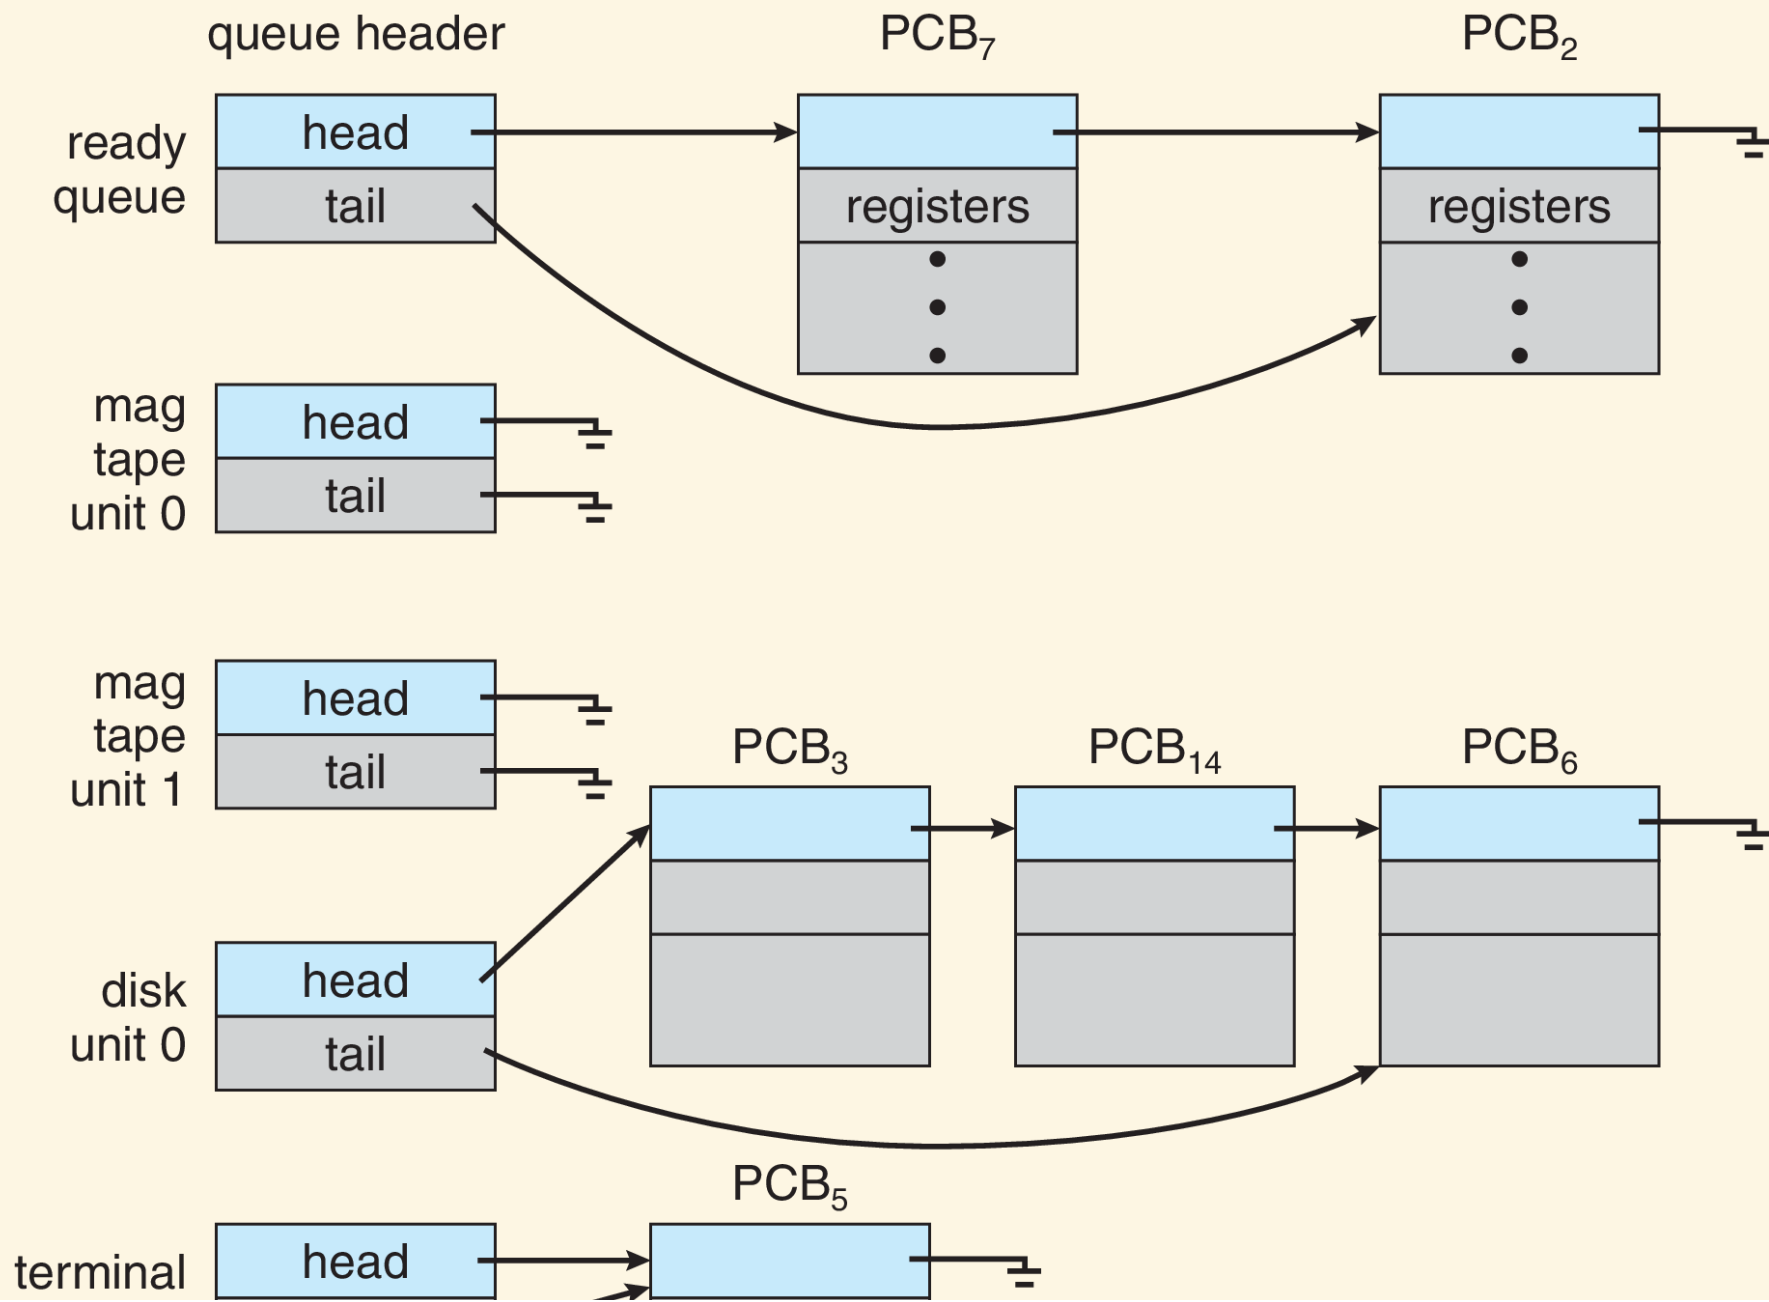 queue header
PCB₇
PCB₂
ready
queue
head
tail
registers
registers
mag
tape
unit 0
head
tail
mag
tape
unit 1
head
tail
PCB₃
PCB₁₄
PCB₆
disk
unit 0
head
tail
PCB₅
terminal
head